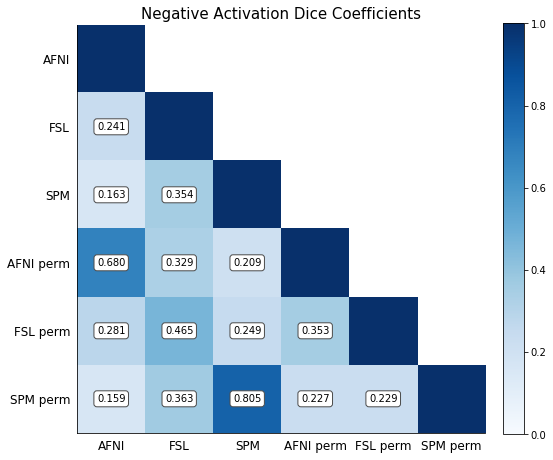 Negative Activation Dice Coefficients
1.0
AFNI
FSL
0.241
0.8
SPM
0.163 0.354
0.6
AFNI perm
0.680 0.329 0.209
0.4
FSL perm
0.281 0.465 0.249 0.353
0.2
SPM perm
0.159 0.363 0.805 0.227 0.229
0.0
AFNI FSL SPM AFNI perm FSL perm SPM perm